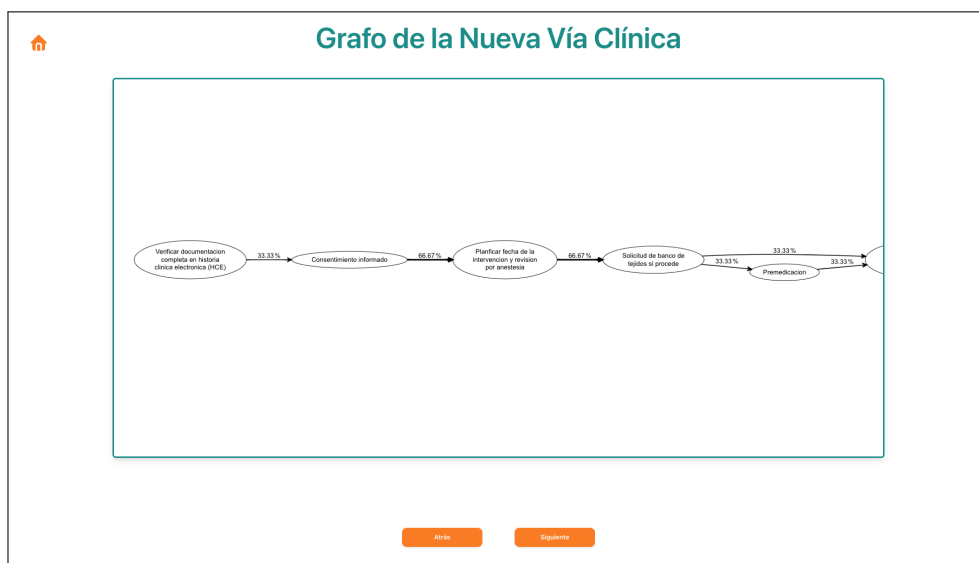 Grafo de la Nueva Vía Clínica
Verificar documentacion
completa en historia
clinica electronica (HCE)
33.33 %
Consentimiento informado
66.67 %
Planficar fecha de la
intervencion y revision
por anestesia
66.67 %
Solicitud de banco de
tejidos si procede
33.33 %
33.33 %
Premedicacion
33.33 %
Atrás
Siguiente